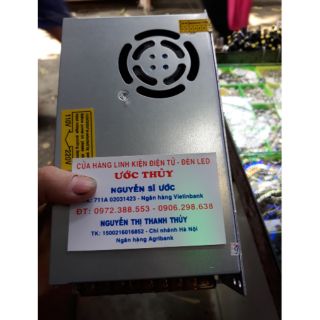 CỬA HÀNG LINH KIỆN ĐIỆN TỬ - ĐÈN LED
ƯỚC THỦY
NGUYỄN SĨ ƯỚC
711A 02031423 - Ngân hàng Vietinbank
ĐT: 0972.388.553 - 0906.298.638
NGUYỄN THỊ THANH THỦY
TK: 1500216016852 - Chi nhánh Hà Nội
Ngân hàng Agribank
110V
220V